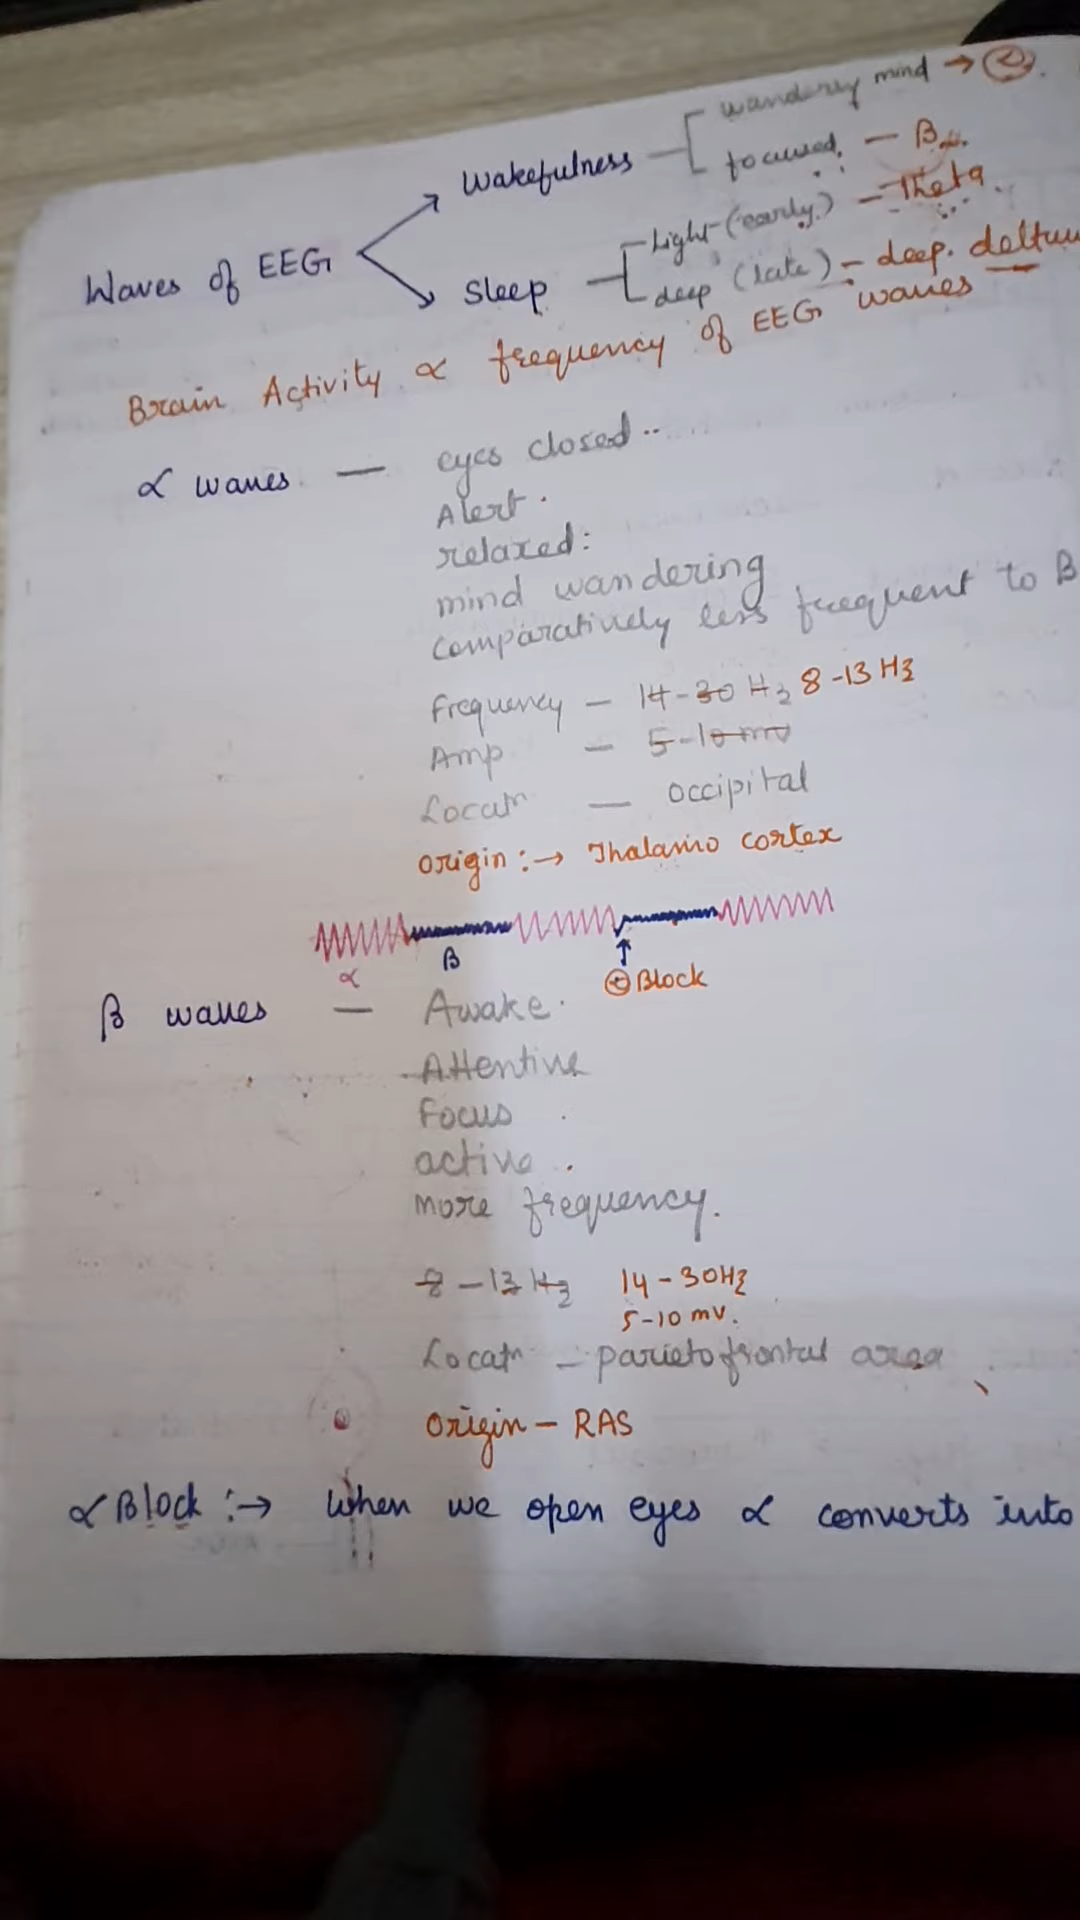 wandering mind → α.
Wakefulness
focused. — β
Waves of EEG
Light (early) — Theta
Sleep
deep (late) — deep. delta
Brain Activity ∝ frequency of EEG waves
α waves — eyes closed..
Alert.
relaxed:
mind wandering
comparatively less frequent to B
frequency — 14-30 Hz 8-13 Hz
Amp — 5-10 mv
Locatn — occipital
origin :→ Thalamo cortex
α
β
Block
β waves — Awake.
Attentive
Focus
active.
more frequency.
8-13 Hz 14-30Hz
5-10 mv.
Locatn — parieto frontal area
origin — RAS
α Block :→ When we open eyes α converts into